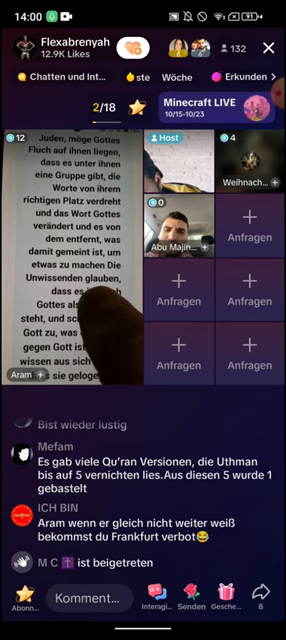 14:00
91
Flexabrenyah
12.9K Likes
132
Chatten und Int...
ste
Wöche
Erkunden
2/18
Minecraft LIVE
10/15-10/23
12
Juden, möge Gottes
Fluch auf ihnen liegen,
dass es unter ihnen
eine Gruppe gibt, die
Worte von ihrem
richtigen Platz verdreht
und das Wort Gottes
verändert und es von
dem entfernt, was
damit gemeint ist, um
etwas zu machen Die
Unwissenden glauben,
dass es
Gottes als
steht, und
Gott zu, was
gegen Gott ist
wissen aus sich
sie geloge
Aram
Host
4
Weihnach...
0
Abu Majin...
Anfragen
Anfragen
Anfragen
Anfragen
Anfragen
Bist wieder lustig
Mefam
Es gab viele Qu'ran Versionen, die Uthman
bis auf 5 vernichten lies.Aus diesen 5 wurde 1
gebastelt
ICH BIN
Aram wenn er gleich nicht weiter weiß
bekommst du Frankfurt verbot😂
M C ✝️ ist beigetreten
Abonn...
Komment...
Interagi...
Senden
Gesche...
8